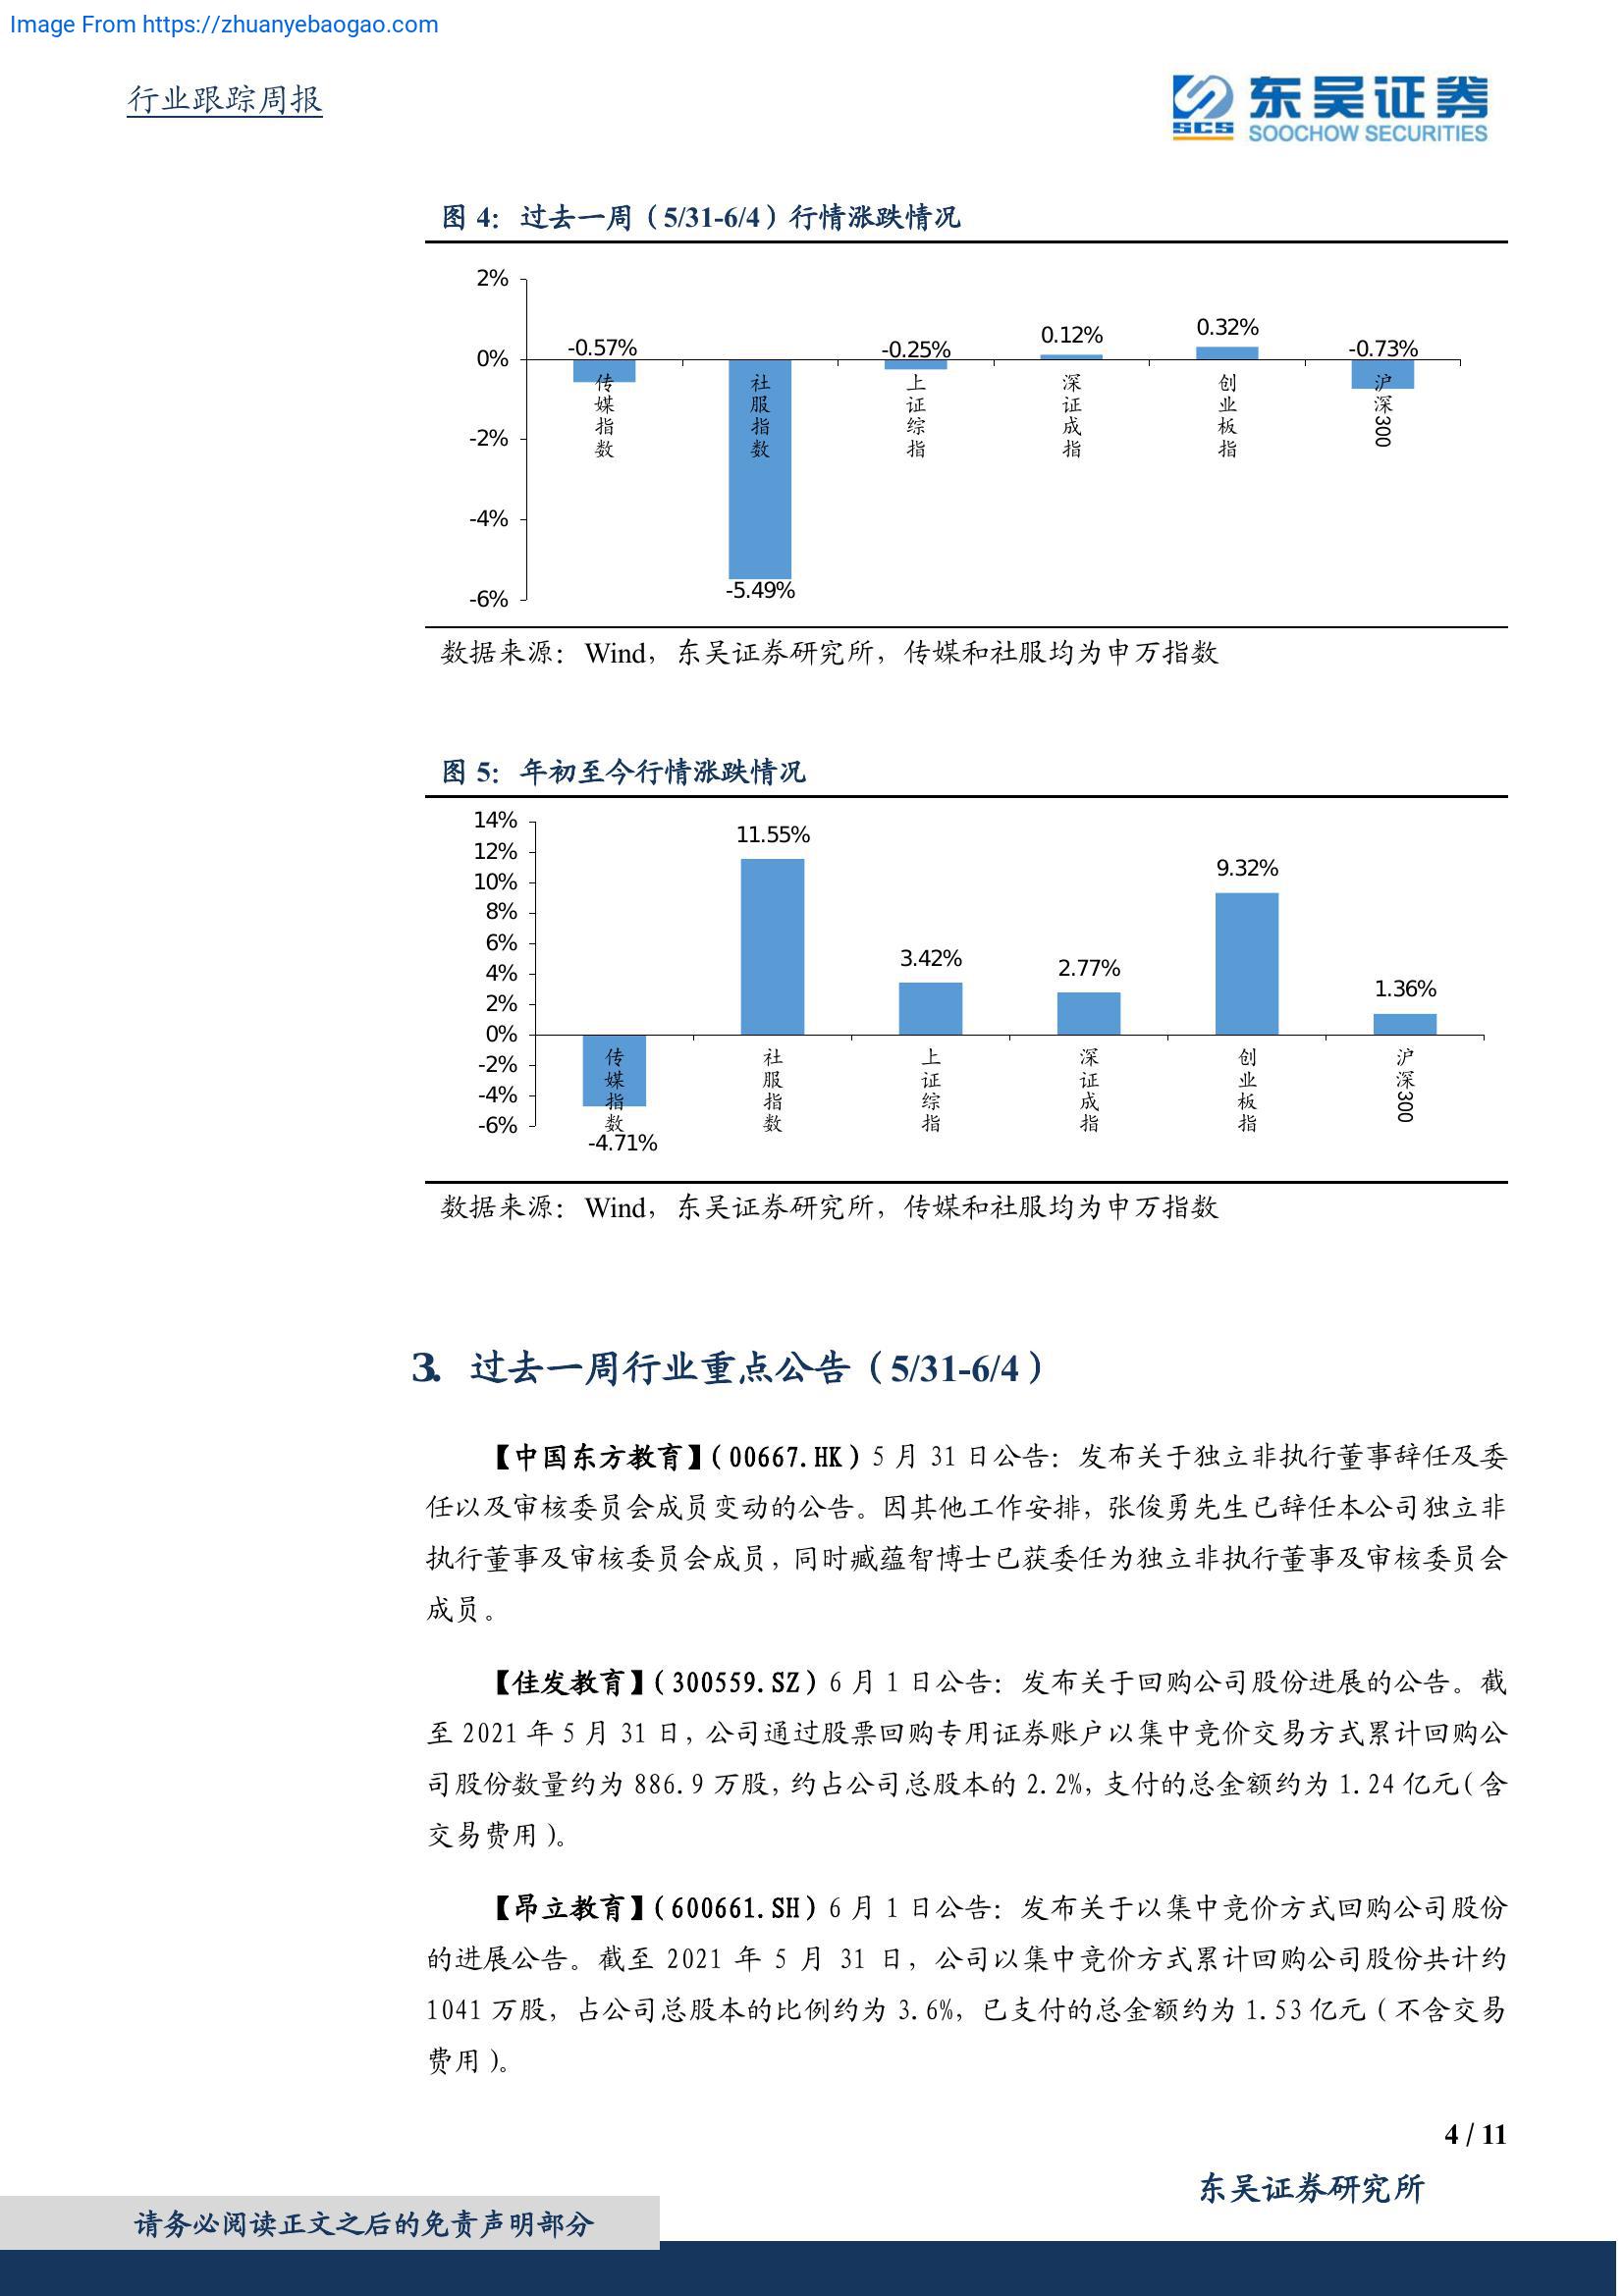 Image From https://zhuanyebaogao.com
行业跟踪周报
SCS
东吴证券
SOOCHOW SECURITIES
图 4：过去一周（5/31-6/4）行情涨跌情况
2%
0%
-2%
-4%
-6%
-0.57%
-5.49%
-0.25%
0.12%
0.32%
-0.73%
传媒指数
社服指数
上证综指
深证成指
创业板指
沪深300
数据来源：Wind，东吴证券研究所，传媒和社服均为申万指数
图 5：年初至今行情涨跌情况
14%
12%
10%
8%
6%
4%
2%
0%
-2%
-4%
-6%
-4.71%
11.55%
3.42%
2.77%
9.32%
1.36%
传媒指数
社服指数
上证综指
深证成指
创业板指
沪深300
数据来源：Wind，东吴证券研究所，传媒和社服均为申万指数
3. 过去一周行业重点公告（5/31-6/4）
【中国东方教育】（00667.HK）5 月 31 日公告：发布关于独立非执行董事辞任及委
任以及审核委员会成员变动的公告。因其他工作安排，张俊勇先生已辞任本公司独立非
执行董事及审核委员会成员，同时臧蕴智博士已获委任为独立非执行董事及审核委员会
成员。
【佳发教育】（300559.SZ）6 月 1 日公告：发布关于回购公司股份进展的公告。截
至 2021 年 5 月 31 日，公司通过股票回购专用证券账户以集中竞价交易方式累计回购公
司股份数量约为 886.9 万股，约占公司总股本的 2.2%，支付的总金额约为 1.24 亿元（含
交易费用）。
【昂立教育】（600661.SH）6 月 1 日公告：发布关于以集中竞价方式回购公司股份
的进展公告。截至 2021 年 5 月 31 日，公司以集中竞价方式累计回购公司股份共计约
1041 万股，占公司总股本的比例约为 3.6%，已支付的总金额约为 1.53 亿元（不含交易
费用）。
4 / 11
东吴证券研究所
请务必阅读正文之后的免责声明部分